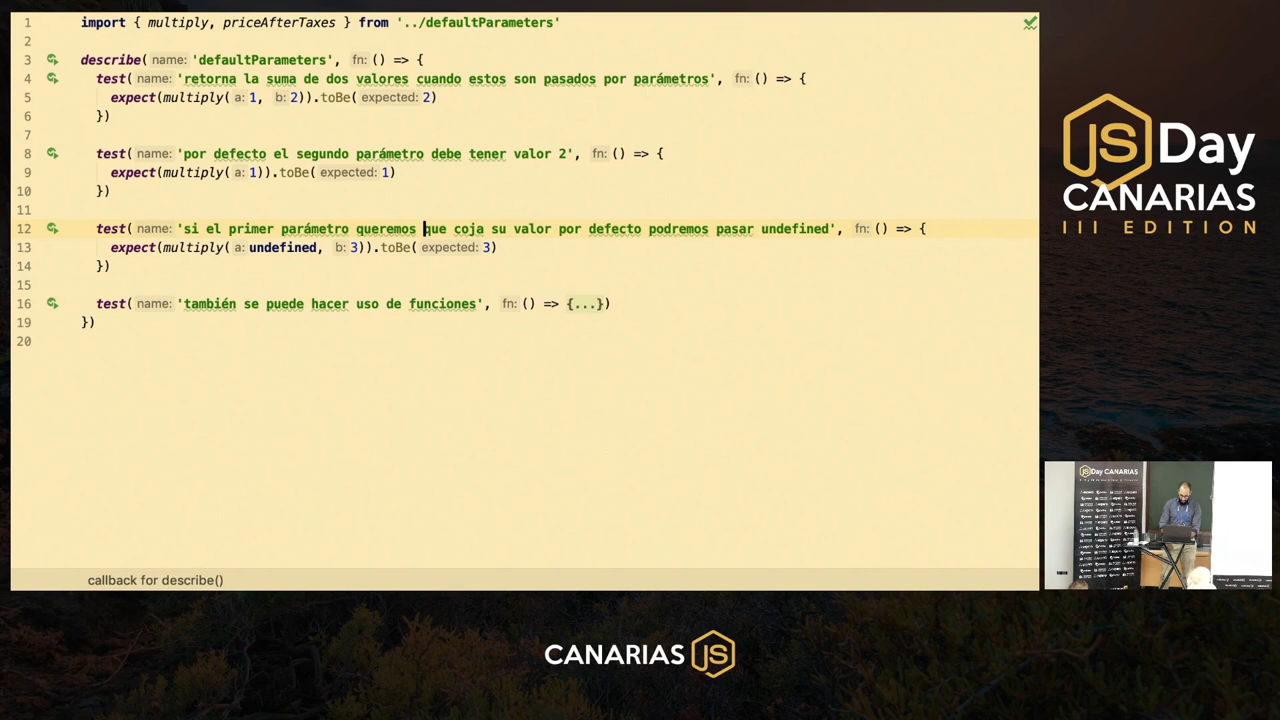 1 import { multiply, priceAfterTaxes } from '../defaultParameters'
2
3 describe( name: 'defaultParameters', fn: () => {
4 test( name: 'retorna la suma de dos valores cuando estos son pasados por parámetros', fn: () => {
5 expect(multiply( a: 1, b: 2)).toBe( expected: 2)
6 })
7
8 test( name: 'por defecto el segundo parámetro debe tener valor 2', fn: () => {
9 expect(multiply( a: 1)).toBe( expected: 1)
10 })
11
12 test( name: 'si el primer parámetro queremos que coja su valor por defecto podremos pasar undefined', fn: () => {
13 expect(multiply( a: undefined, b: 3)).toBe( expected: 3)
14 })
15
16 test( name: 'también se puede hacer uso de funciones', fn: () => {...})
19 })
20
callback for describe()
JS Day
CANARIAS
III EDITION
JSDay CANARIAS
CANARIAS JS